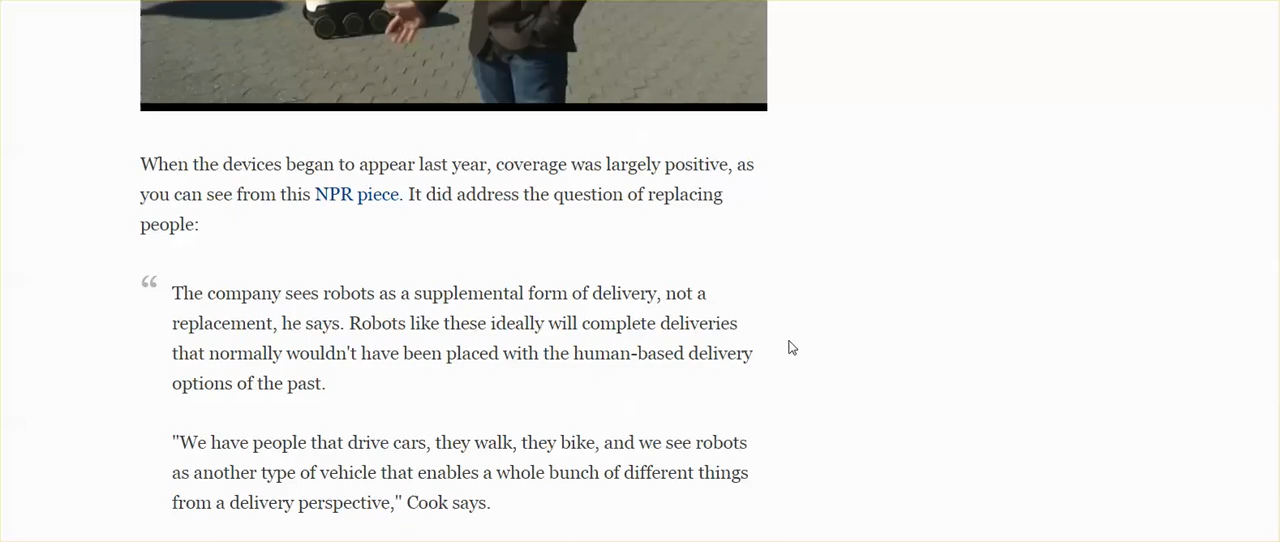 When the devices began to appear last year, coverage was largely positive, as
you can see from this NPR piece. It did address the question of replacing
people:
“
The company sees robots as a supplemental form of delivery, not a
replacement, he says. Robots like these ideally will complete deliveries
that normally wouldn't have been placed with the human-based delivery
options of the past.
"We have people that drive cars, they walk, they bike, and we see robots
as another type of vehicle that enables a whole bunch of different things
from a delivery perspective," Cook says.